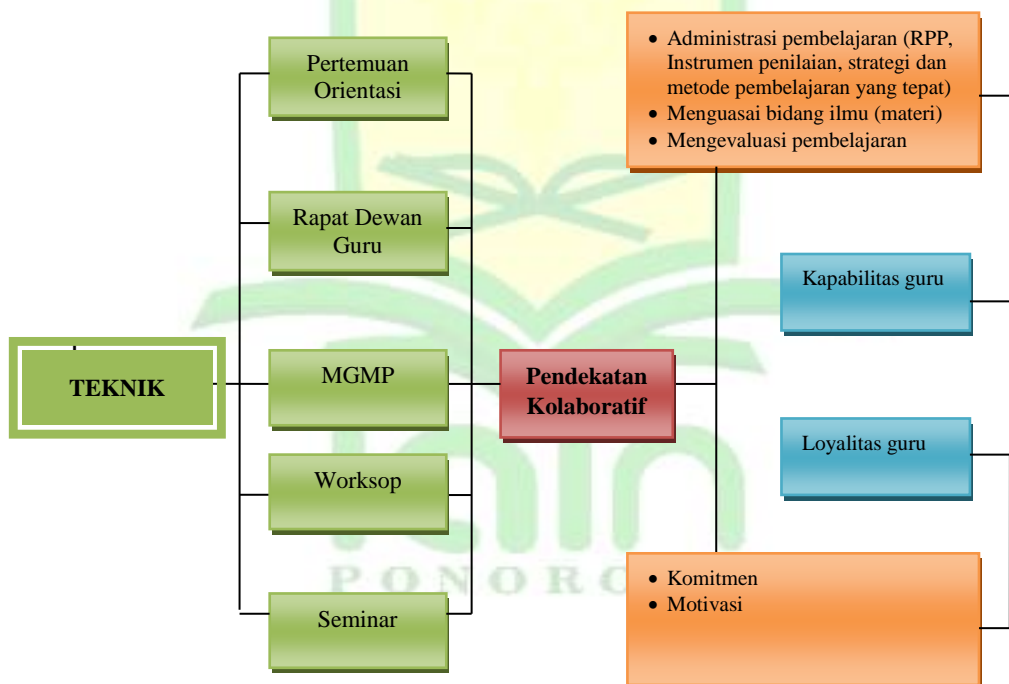 TEKNIK
Pertemuan
Orientasi
Rapat Dewan
Guru
MGMP
Worksop
Seminar
Pendekatan
Kolaboratif
• Administrasi pembelajaran (RPP,
Instrumen penilaian, strategi dan
metode pembelajaran yang tepat)
• Menguasai bidang ilmu (materi)
• Mengevaluasi pembelajaran
Kapabilitas guru
Loyalitas guru
• Komitmen
• Motivasi
iain